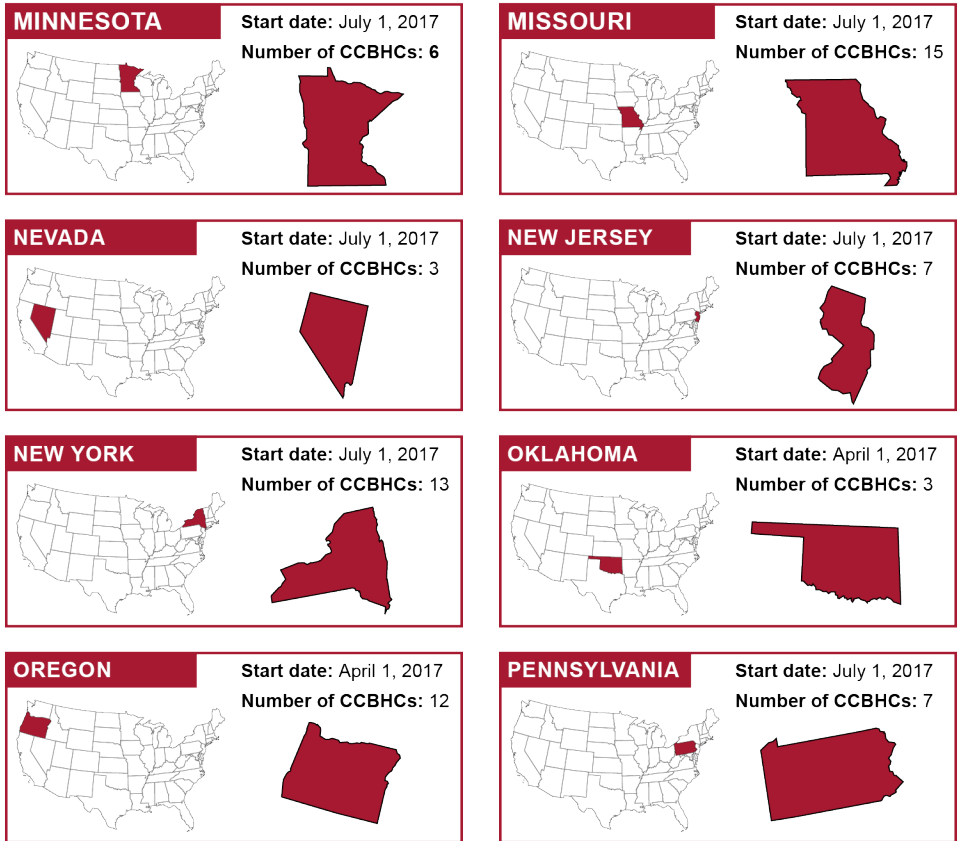 MINNESOTA
Start date: July 1, 2017
Number of CCBHCs: 6
MISSOURI
Start date: July 1, 2017
Number of CCBHCs: 15
NEVADA
Start date: July 1, 2017
Number of CCBHCs: 3
NEW JERSEY
Start date: July 1, 2017
Number of CCBHCs: 7
NEW YORK
Start date: July 1, 2017
Number of CCBHCs: 13
OKLAHOMA
Start date: April 1, 2017
Number of CCBHCs: 3
OREGON
Start date: April 1, 2017
Number of CCBHCs: 12
PENNSYLVANIA
Start date: July 1, 2017
Number of CCBHCs: 7